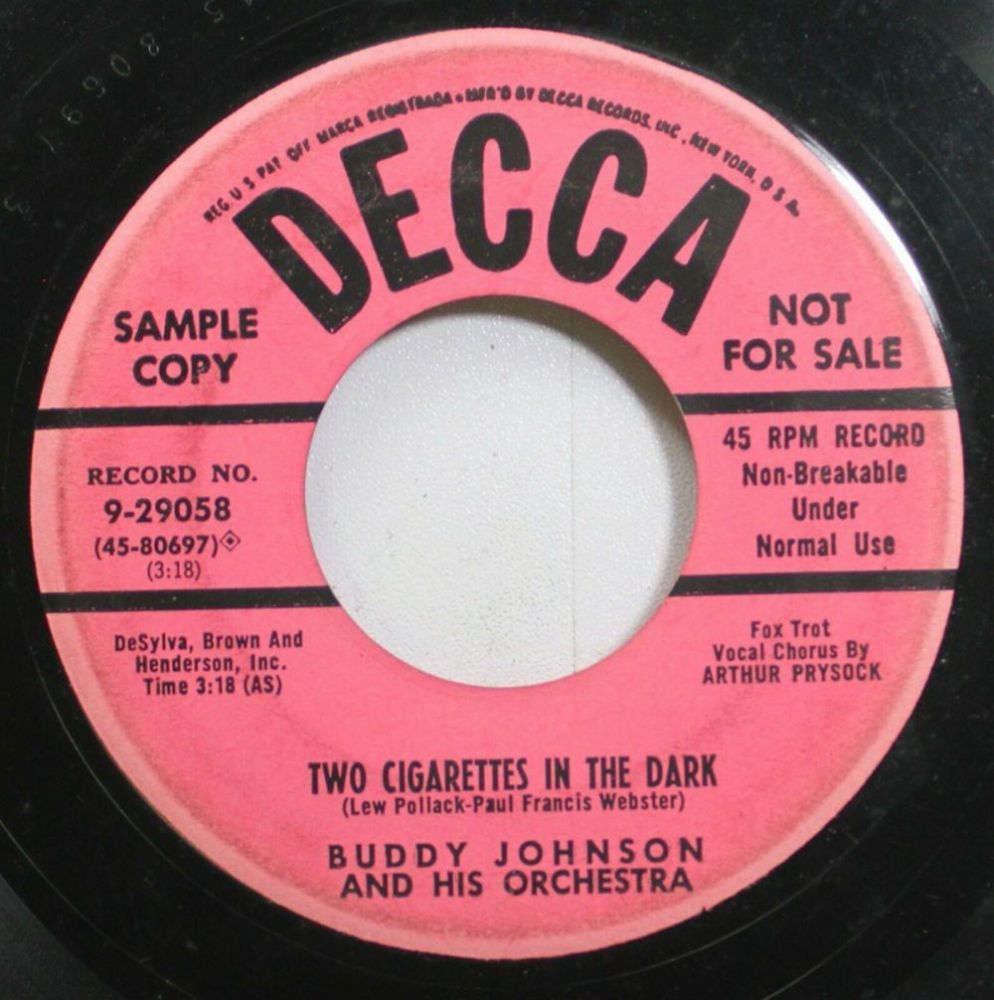 REG. U S PAT OFF MARCA REGISTRADA • MFR'D BY DECCA RECORDS, INC., NEW YORK, U S A.
DECCA
SAMPLE
COPY
NOT
FOR SALE
RECORD NO.
9-29058
(45-80697)
(3:18)
45 RPM RECORD
Non-Breakable
Under
Normal Use
DeSylva, Brown And
Henderson, Inc.
Time 3:18 (AS)
Fox Trot
Vocal Chorus By
ARTHUR PRYSOCK
TWO CIGARETTES IN THE DARK
(Lew Pollack-Paul Francis Webster)
BUDDY JOHNSON
AND HIS ORCHESTRA